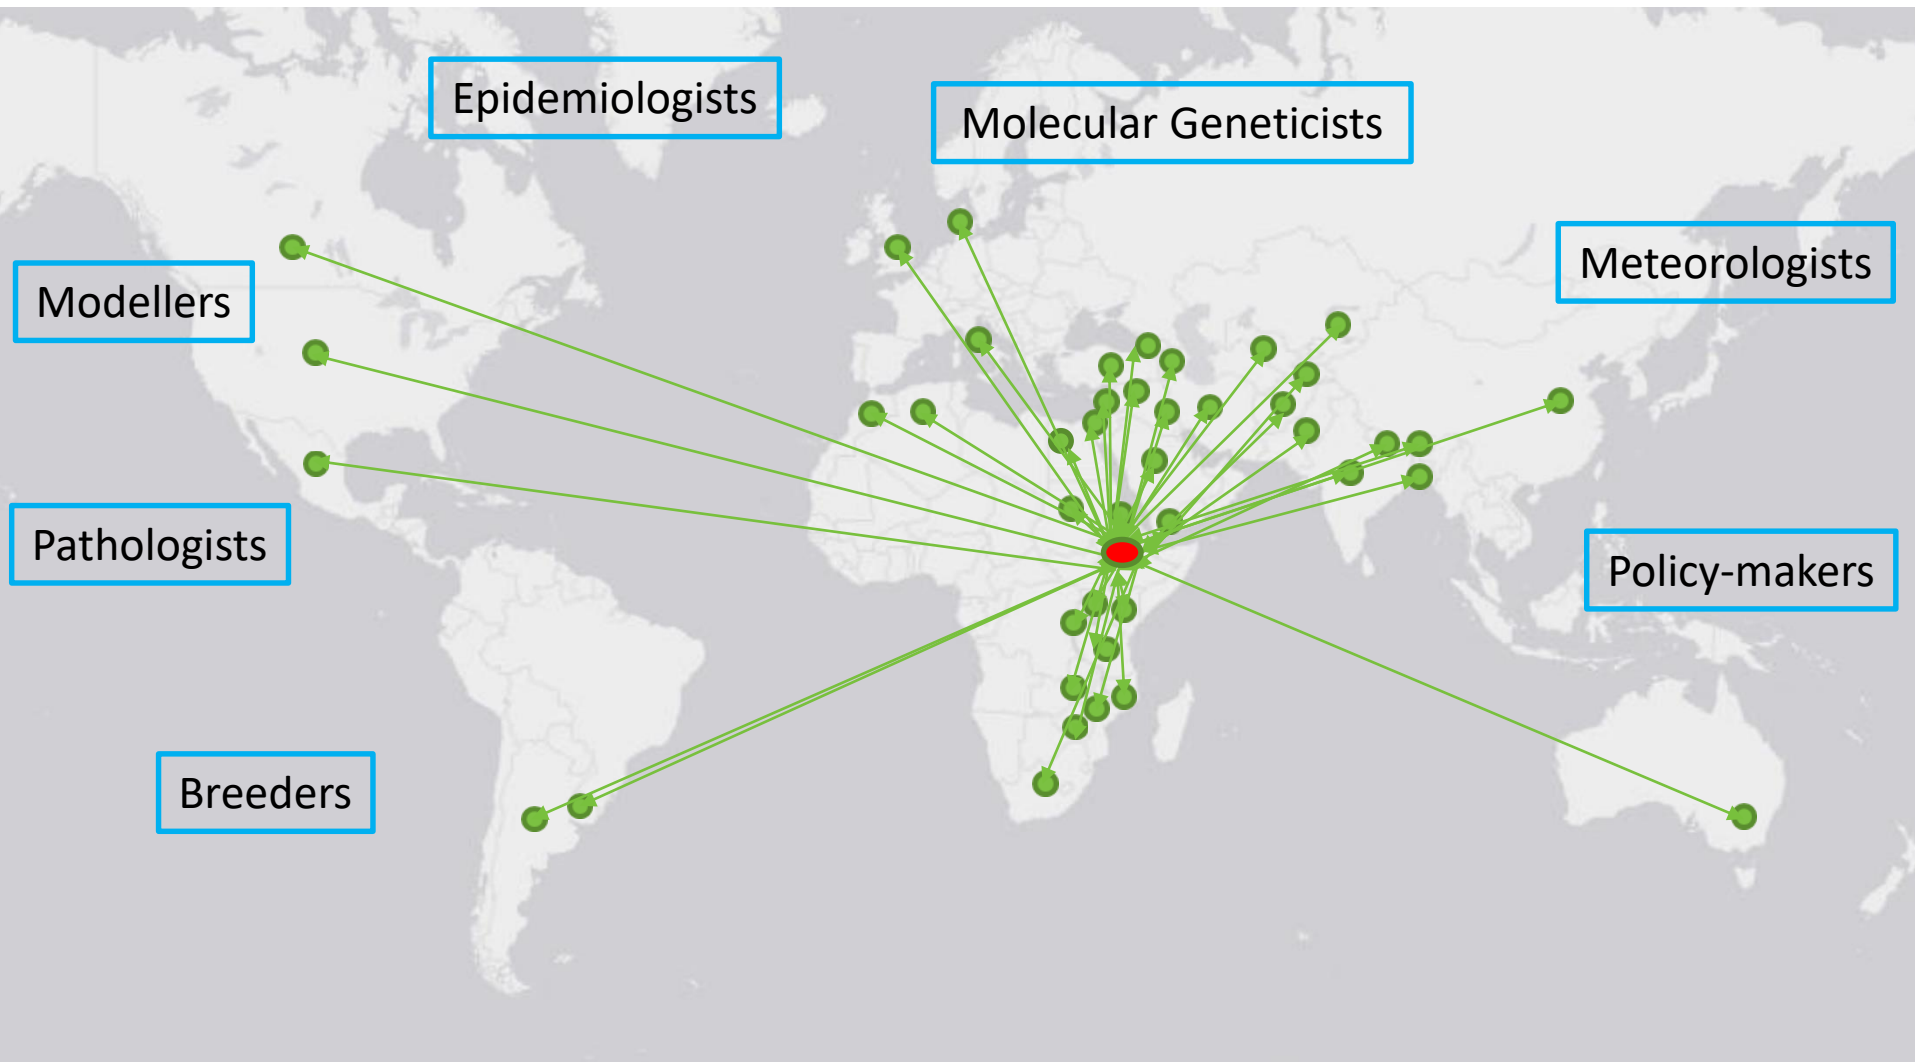 Epidemiologists
Molecular Geneticists
Meteorologists
Modellers
Pathologists
Policy-makers
Breeders